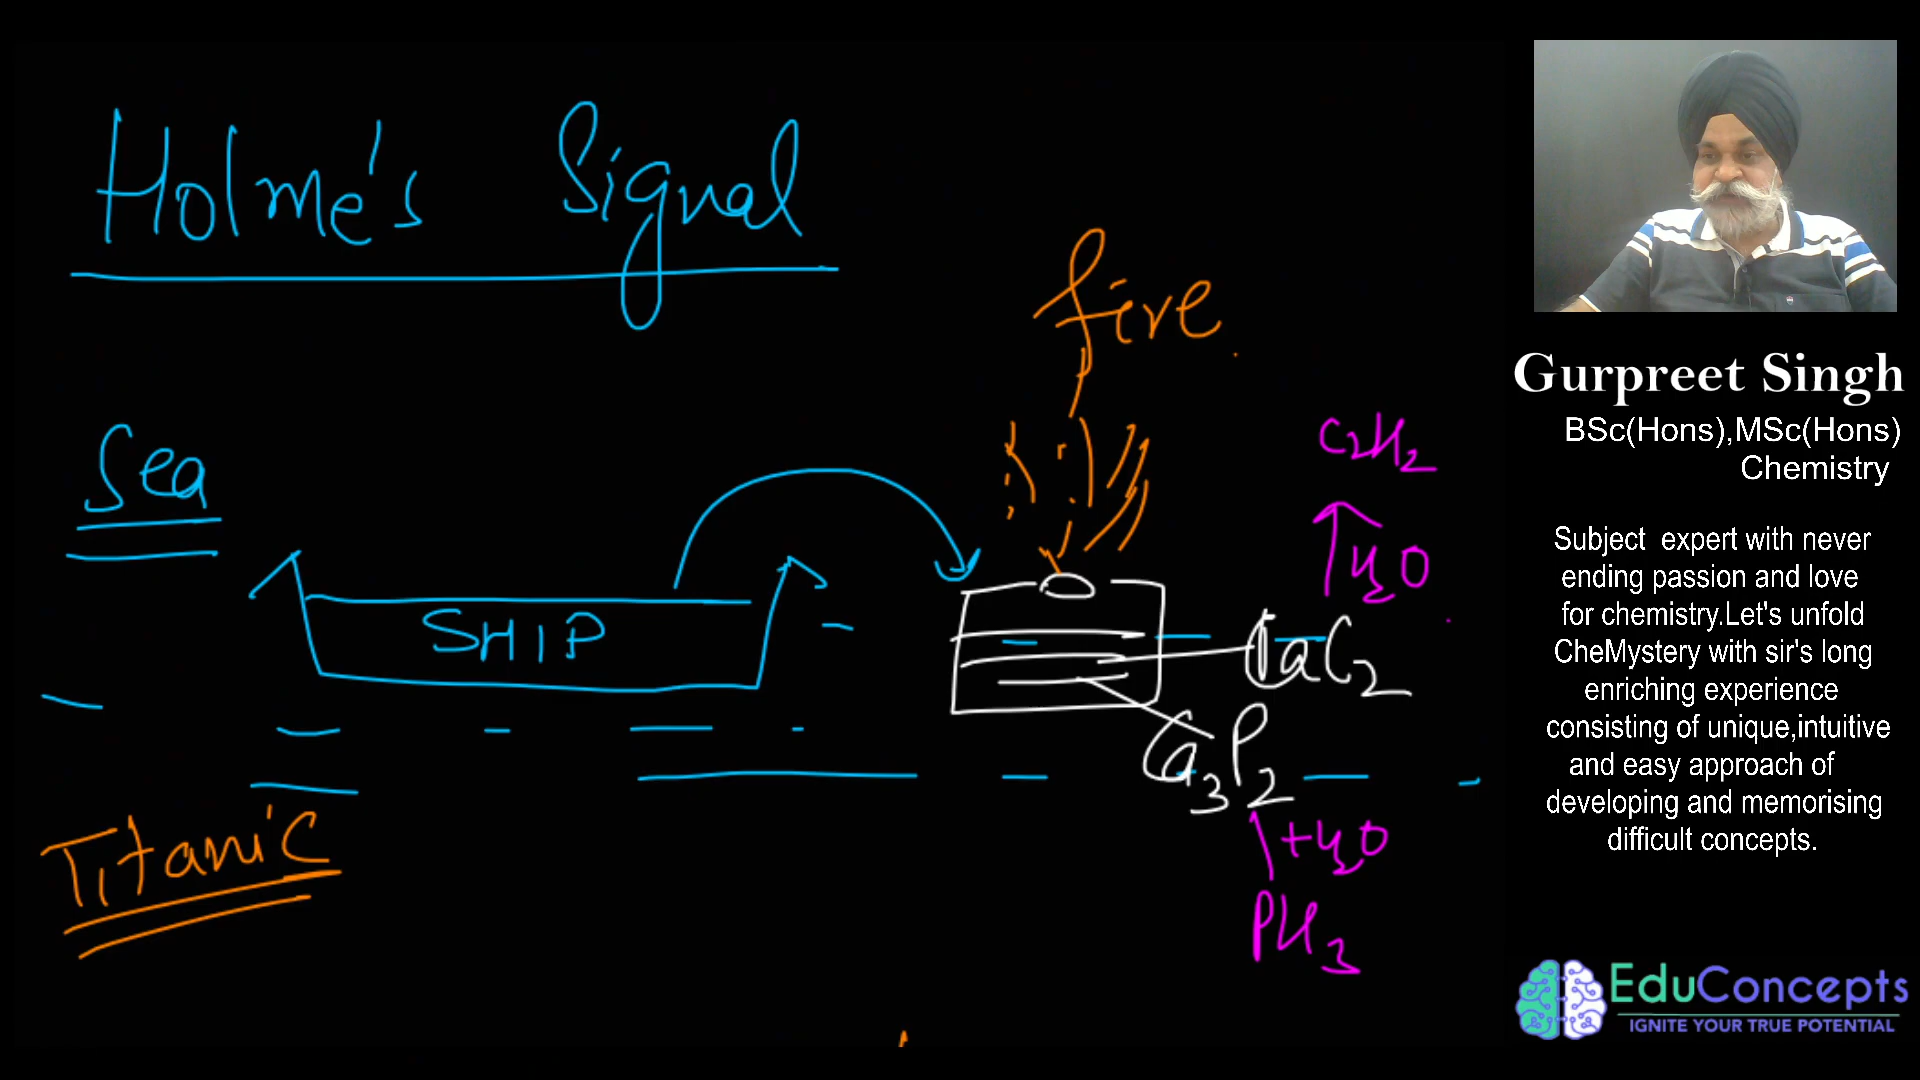 Holme's Signal
fire.
Sea
C2H2
H2O
SHIP
CaC2
Ca3P2
+H2O
PH3
Titanic
Gurpreet Singh
BSc(Hons),MSc(Hons)
Chemistry
Subject expert with never
ending passion and love
for chemistry.Let's unfold
CheMystery with sir's long
enriching experience
consisting of unique,intuitive
and easy approach of
developing and memorising
difficult concepts.
EduConcepts
IGNITE YOUR TRUE POTENTIAL